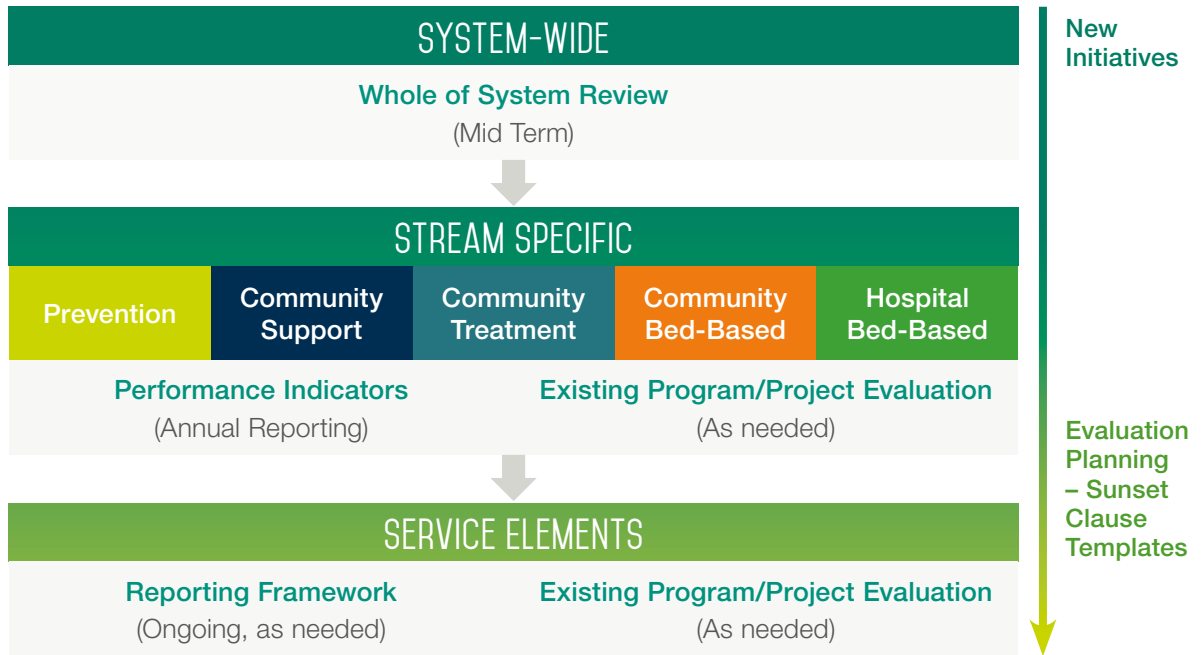 SYSTEM-WIDE
Whole of System Review
(Mid Term)
STREAM SPECIFIC
Prevention
Community
Support
Community
Treatment
Community
Bed-Based
Hospital
Bed-Based
Performance Indicators
(Annual Reporting)
Existing Program/Project Evaluation
(As needed)
SERVICE ELEMENTS
Reporting Framework
(Ongoing, as needed)
Existing Program/Project Evaluation
(As needed)
New
Initiatives
Evaluation
Planning
– Sunset
Clause
Templates